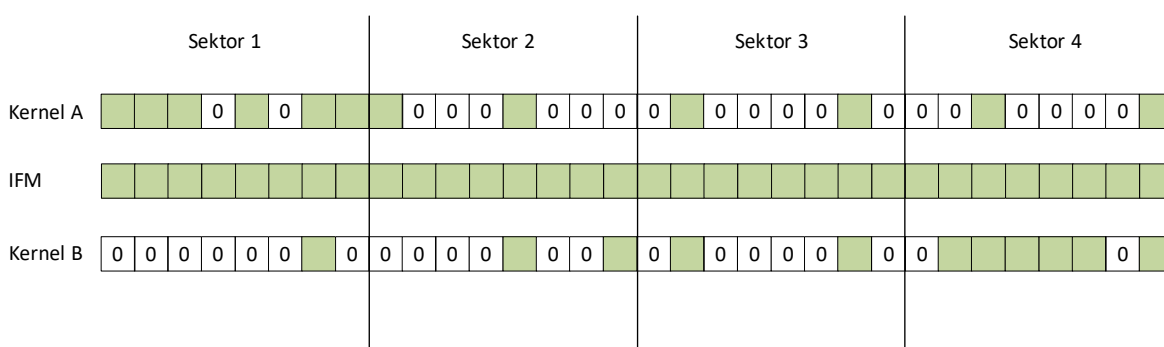 Sektor 1 Sektor 2 Sektor 3 Sektor 4
Kernel A 0 0 0 0 0 0 0 0 0 0 0 0 0 0 0 0 0 0 0 0
IFM
Kernel B 0 0 0 0 0 0 0 0 0 0 0 0 0 0 0 0 0 0 0 0 0